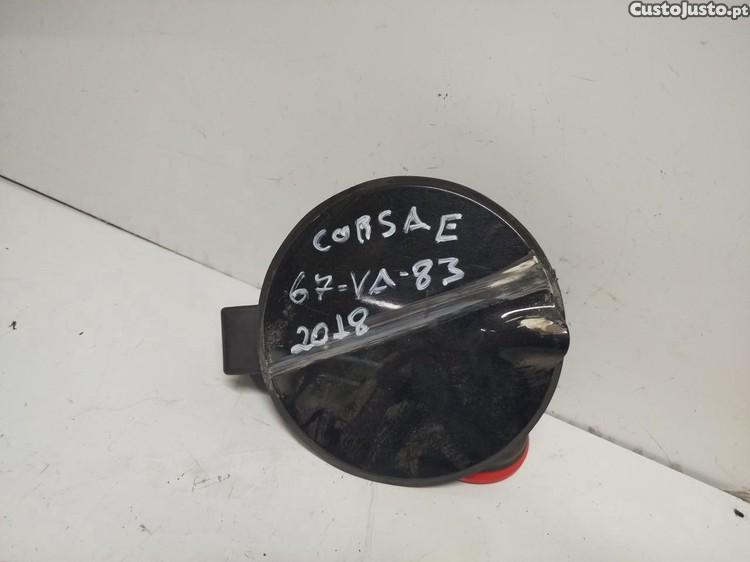 CustoJusto.pt
CORSA E
67-VA-83
2018